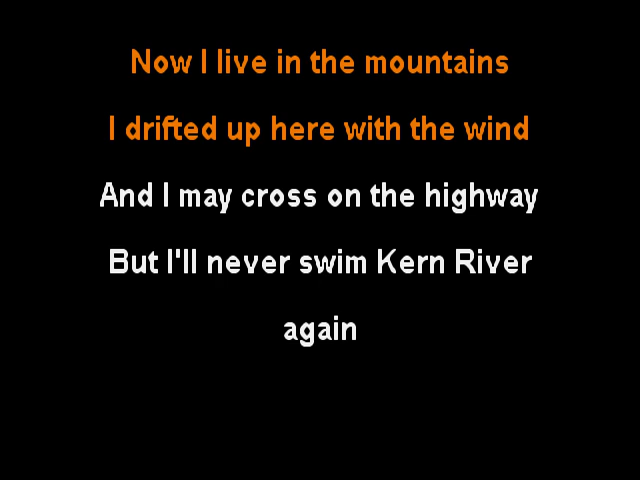 Now I live in the mountains
I drifted up here with the wind
And I may cross on the highway
But I'll never swim Kern River
again